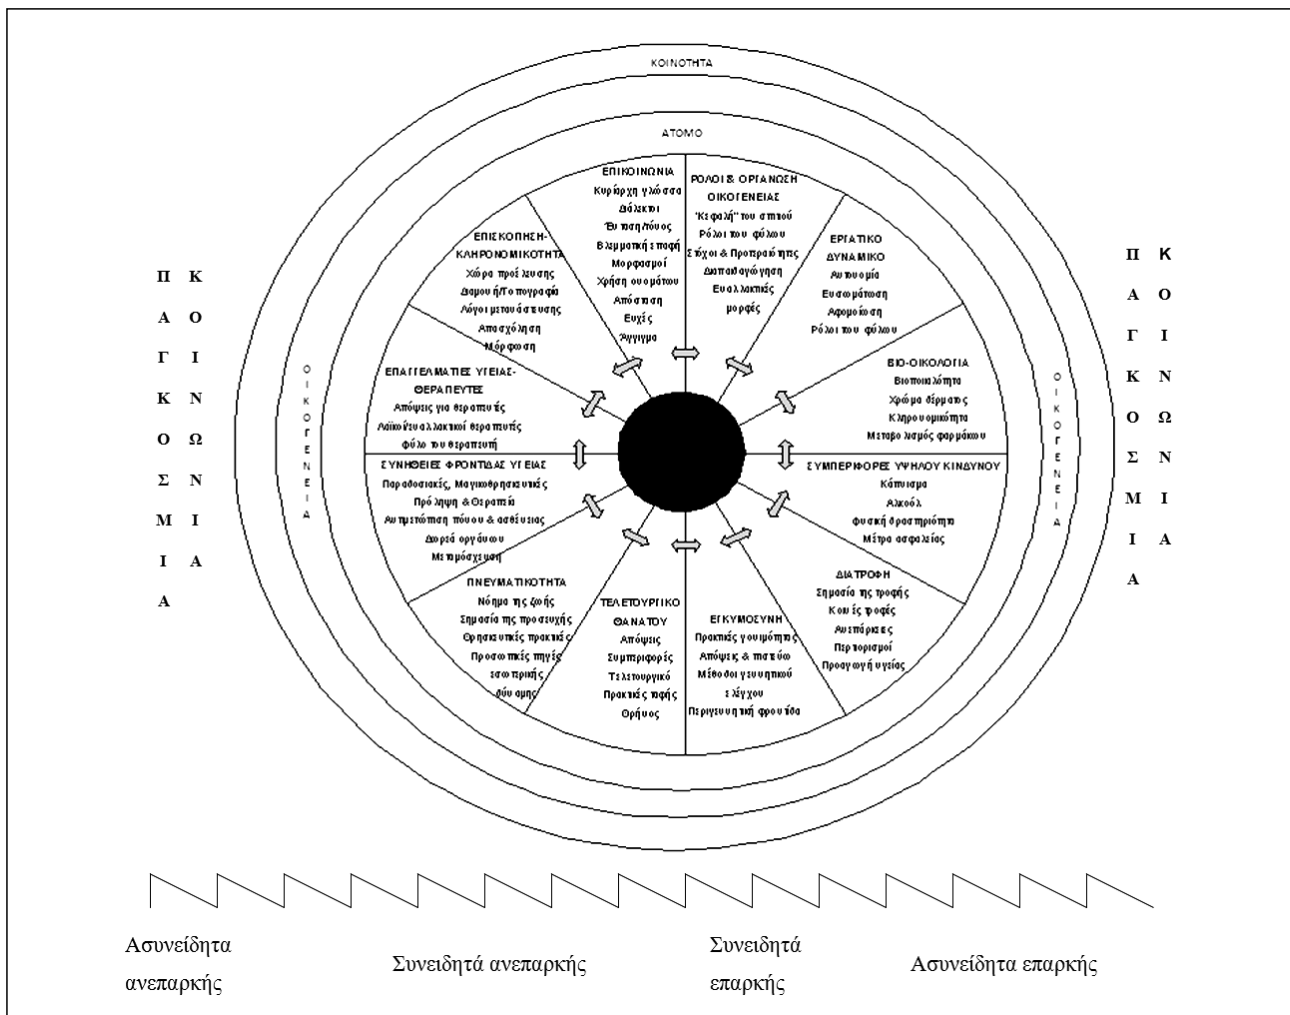 ΚΟΙΝΟΤΗΤΑ
ΑΤΟΜΟ
ΕΠΙΚΟΙΝΩΝΙΑ
Κυρίαρχη γλώσσα
Διάλεκτοι
Ένταση/τόνος
Βλεμματική επαφή
Μορφασμοί
Χρήση ονομάτων
Απόσταση
Ευχές
Άγγιγμα
ΡΟΛΟΙ & ΟΡΓΑΝΩΣΗ
ΟΙΚΟΓΕΝΕΙΑΣ
"Κεφαλή" του σπιτιού
Ρόλοι του φύλου
Στόχοι & Προτεραιότητες
Διαπαιδαγώγηση
Εναλλακτικές
μορφές
ΕΡΓΑΤΙΚΟ
ΔΥΝΑΜΙΚΟ
Αυτονομία
Ενσωμάτωση
Αφομοίωση
Ρόλοι του φύλου
ΒΙΟ-ΟΙΚΟΛΟΓΙΑ
Βιοποικιλότητα
Χρώμα δέρματος
Κληρονομικότητα
Μεταβολισμός φαρμάκων
ΣΥΜΠΕΡΙΦΟΡΕΣ ΥΨΗΛΟΥ ΚΙΝΔΥΝΟΥ
Κάπνισμα
Αλκοόλ
Φυσική δραστηριότητα
Μέτρα ασφαλείας
ΔΙΑΤΡΟΦΗ
Σημασία της τροφής
Κοινές τροφές
Ανεπάρκειες
Περιορισμοί
Προαγωγή υγείας
ΕΓΚΥΜΟΣΥΝΗ
Πρακτικές γονιμότητας
Απόψεις & πιστεύω
Μέθοδοι γεννητικού
ελέγχου
Περιγεννητική φροντίδα
ΤΕΛΕΤΟΥΡΓΙΚΟ
ΘΑΝΑΤΟΥ
Απόψεις
Συμπεριφορές
Τελετουργικό
Πρακτικές ταφής
Θρήνος
ΠΝΕΥΜΑΤΙΚΟΤΗΤΑ
Νόημα της ζωής
Σημασία της προσευχής
Θρησκευτικές πρακτικές
Προσωπικές πηγές
εσωτερικής
δύναμης
ΣΥΝΗΘΕΙΕΣ ΦΡΟΝΤΙΔΑΣ ΥΓΕΙΑΣ
Παραδοσιακές, Μαγικοθρησκευτικές
Πρόληψη & Θεραπεία
Αντιμετώπιση πόνου & ασθένειας
Δωρεά οργάνων
Μεταμόσχευση
ΕΠΑΓΓΕΛΜΑΤΙΕΣ ΥΓΕΙΑΣ-
ΘΕΡΑΠΕΥΤΕΣ
Απόψεις για θεραπευτές
Λαϊκοί/εναλλακτικοί θεραπευτές
Φύλο του θεραπευτή
ΕΠΙΣΚΟΠΗΣΗ-
ΚΛΗΡΟΝΟΜΙΚΟΤΗΤΑ
Χώρα προέλευσης
Διαμονή/Τοπογραφία
Λόγοι μετανάστευσης
Απασχόληση
Μόρφωση
ΟΙΚΟΓΕΝΕΙΑ
ΟΙΚΟΓΕΝΕΙΑ
ΠΑΓΚΟΣΜΙΑ
ΚΟΙΝΩΝΙΑ
ΠΑΓΚΟΣΜΙΑ
ΚΟΙΝΩΝΙΑ
Ασυνείδητα
ανεπαρκής
Συνειδητά ανεπαρκής
Συνειδητά
επαρκής
Ασυνείδητα επαρκής